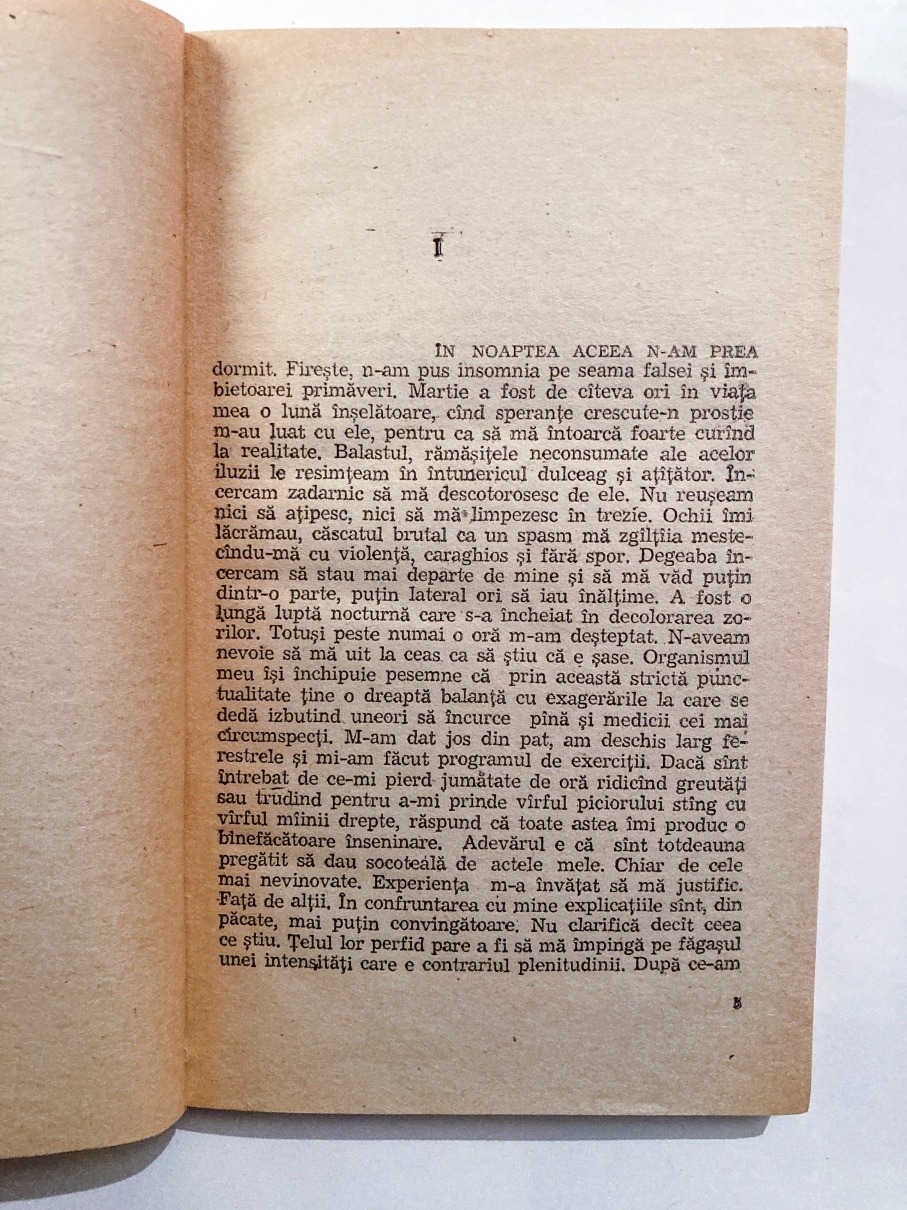 I
ÎN NOAPTEA ACEEA N-AM PREA
dormit. Fireşte, n-am pus insomnia pe seama falsei şi îm-
bietoarei primăveri. Martie a fost de cîteva ori în viaţa
mea o lună înşelătoare, cînd speranţe crescute-n prostie
m-au luat cu ele, pentru ca să mă întoarcă foarte curînd
la realitate. Balastul, rămăşiţele neconsumate ale acelor
iluzii le resimţeam în întunericul dulceag şi aţîţător. În-
cercam zadarnic să mă descotorosesc de ele. Nu reuşeam
nici să aţipesc, nici să mă limpezesc în trezie. Ochii îmi
lăcrămau, căscatul brutal ca un spasm mă zgîlţîia meste-
cîndu-mă cu violenţă, caraghios şi fără spor. Degeaba în-
cercam să stau mai departe de mine şi să mă văd puţin
dintr-o parte, puţin lateral ori să iau înălţime. A fost o
lungă luptă nocturnă care s-a încheiat în decolorarea zo-
rilor. Totuşi peste numai o oră m-am deşteptat. N-aveam
nevoie să mă uit la ceas ca să ştiu că e şase. Organismul
meu îşi închipuie pesemne că prin această strictă punc-
tualitate ţine o dreaptă balanţă cu exagerările la care se
dedă izbutind uneori să încurce pînă şi medicii cei mai
circumspecţi. M-am dat jos din pat, am deschis larg fe-
restrele şi mi-am făcut programul de exerciţii. Dacă sînt
întrebat de ce-mi pierd jumătate de oră ridicînd greutăţi
sau trudind pentru a-mi prinde vîrful piciorului stîng cu
vîrful mîinii drepte, răspund că toate astea îmi produc o
binefăcătoare înseninare. Adevărul e că sînt totdeauna
pregătit să dau socoteală de actele mele. Chiar de cele
mai nevinovate. Experienţa m-a învăţat să mă justific.
Faţă de alţii. În confruntarea cu mine explicaţiile sînt, din
păcate, mai puţin convingătoare. Nu clarifică decît ceea
ce ştiu. Ţelul lor perfid pare a fi să mă împingă pe făgaşul
unei intensităţi care e contrariul plenitudinii. După ce-am
5